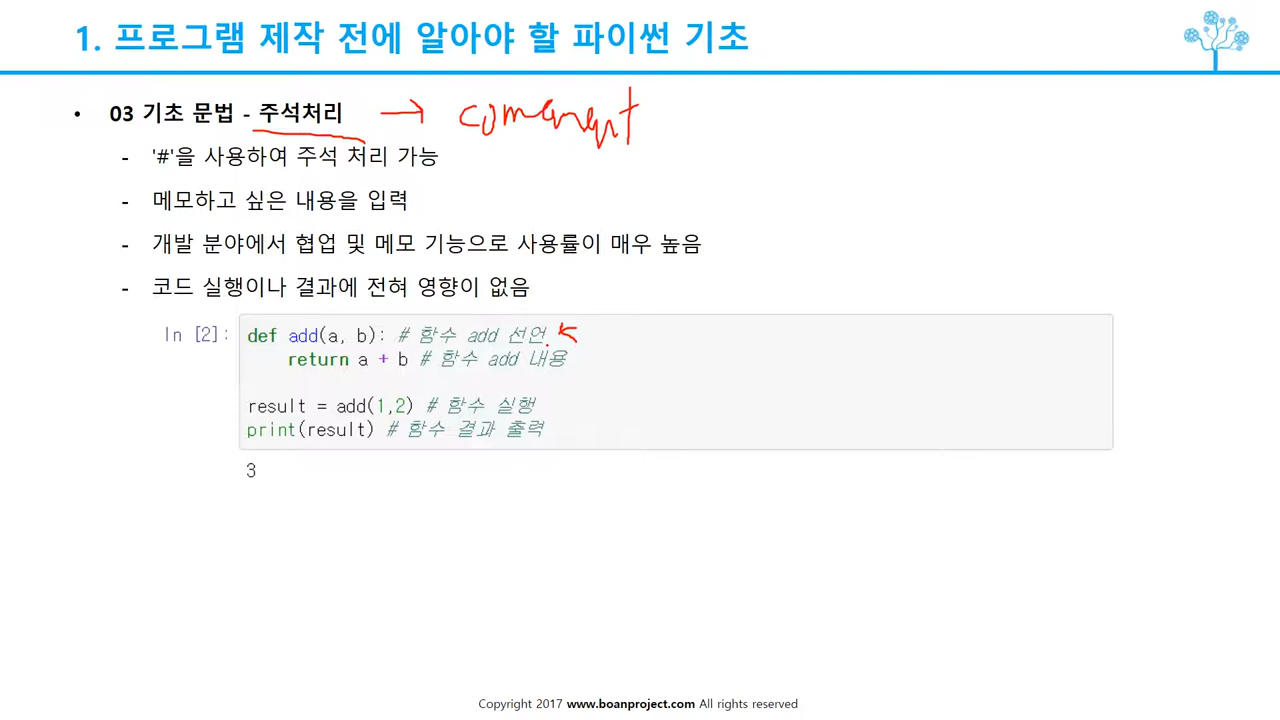 1. 프로그램 제작 전에 알아야 할 파이썬 기초
• 03 기초 문법 - 주석처리 → comment
- '#'을 사용하여 주석 처리 가능
- 메모하고 싶은 내용을 입력
- 개발 분야에서 협업 및 메모 기능으로 사용률이 매우 높음
- 코드 실행이나 결과에 전혀 영향이 없음
In [2]: def add(a, b): # 함수 add 선언
return a + b # 함수 add 내용
result = add(1,2) # 함수 실행
print(result) # 함수 결과 출력
3
Copyright 2017 www.boanproject.com All rights reserved